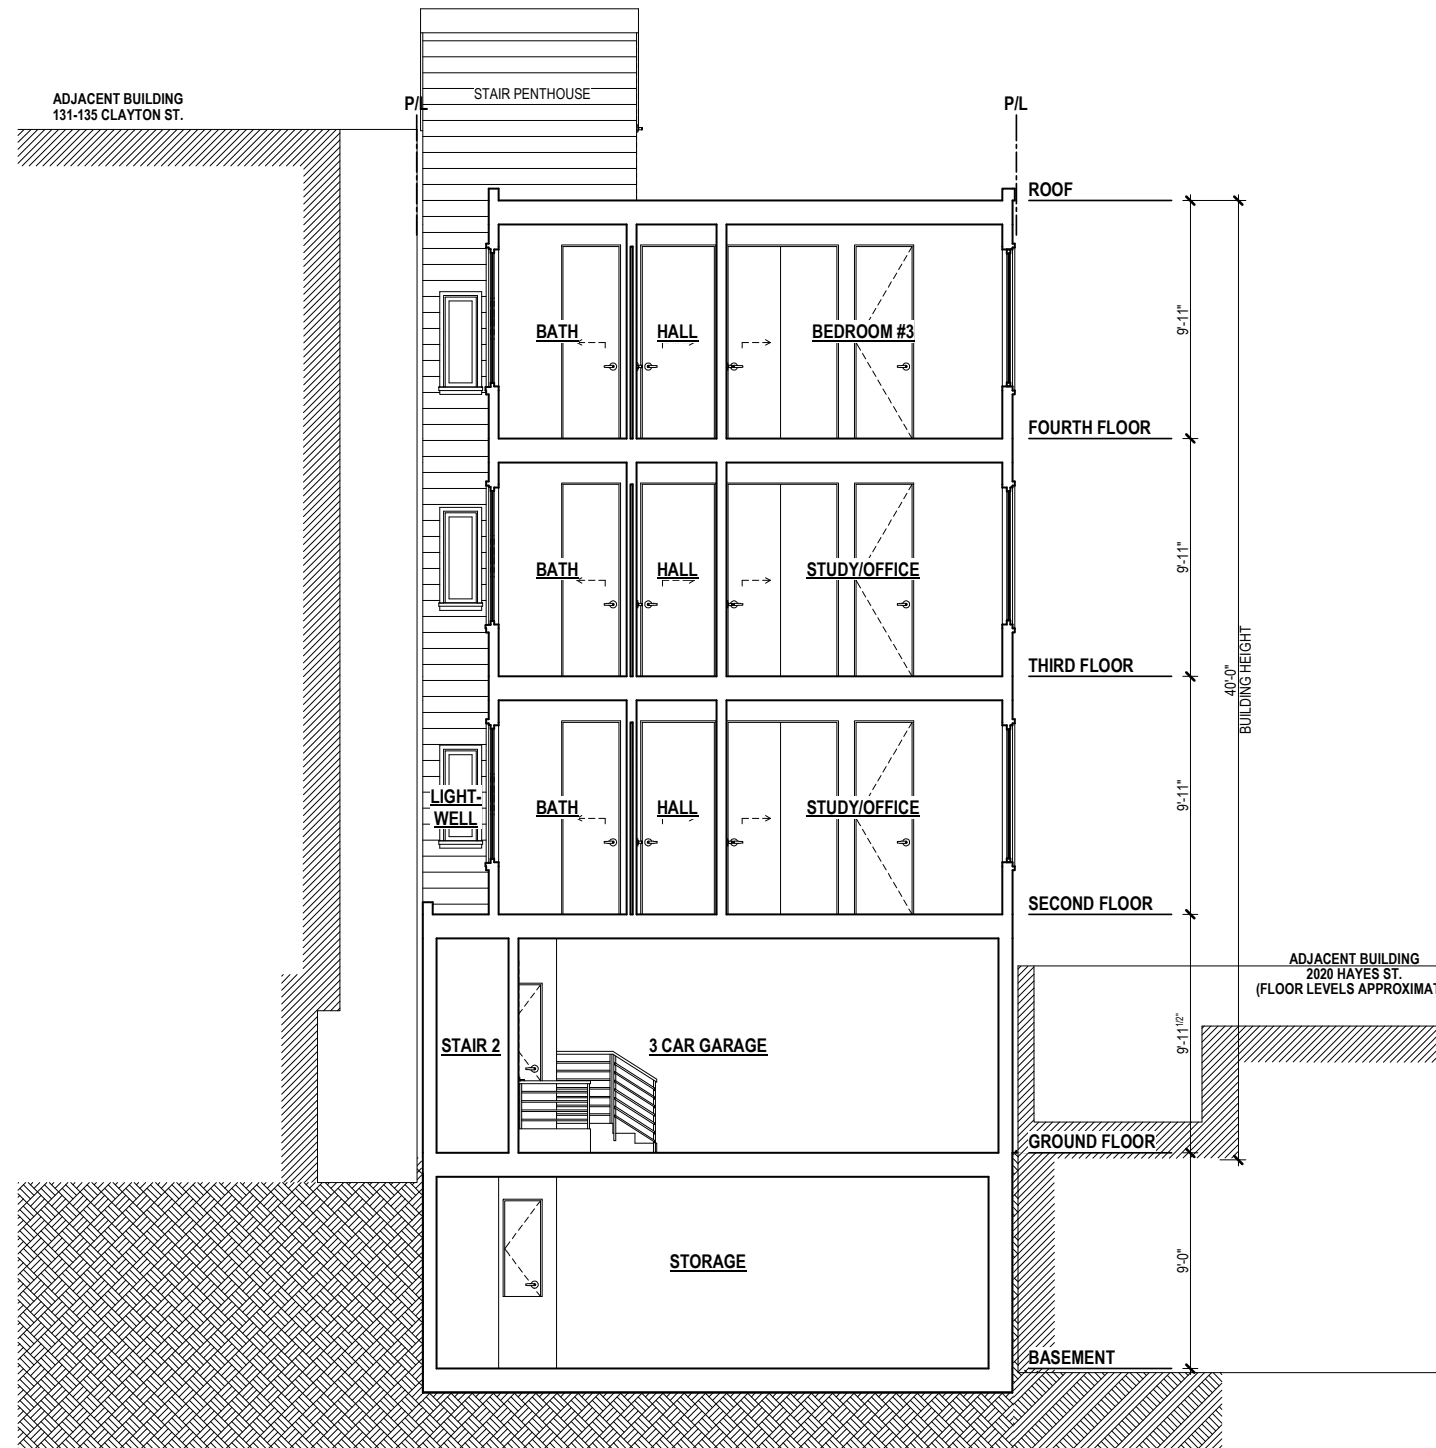 STAIR PENTHOUSE
ADJACENT BUILDING
131-135 CLAYTON ST.
P/L
P/L
ROOF
9'-11"
BATH
HALL
BEDROOM #3
FOURTH FLOOR
9'-11"
BATH
HALL
STUDY/OFFICE
THIRD FLOOR
40'-0"
BUILDING HEIGHT
9'-11"
LIGHT-
WELL
BATH
HALL
STUDY/OFFICE
SECOND FLOOR
ADJACENT BUILDING
2020 HAYES ST.
(FLOOR LEVELS APPROXIMAT
9'-11 1/2"
STAIR 2
3 CAR GARAGE
GROUND FLOOR
9'-0"
STORAGE
BASEMENT